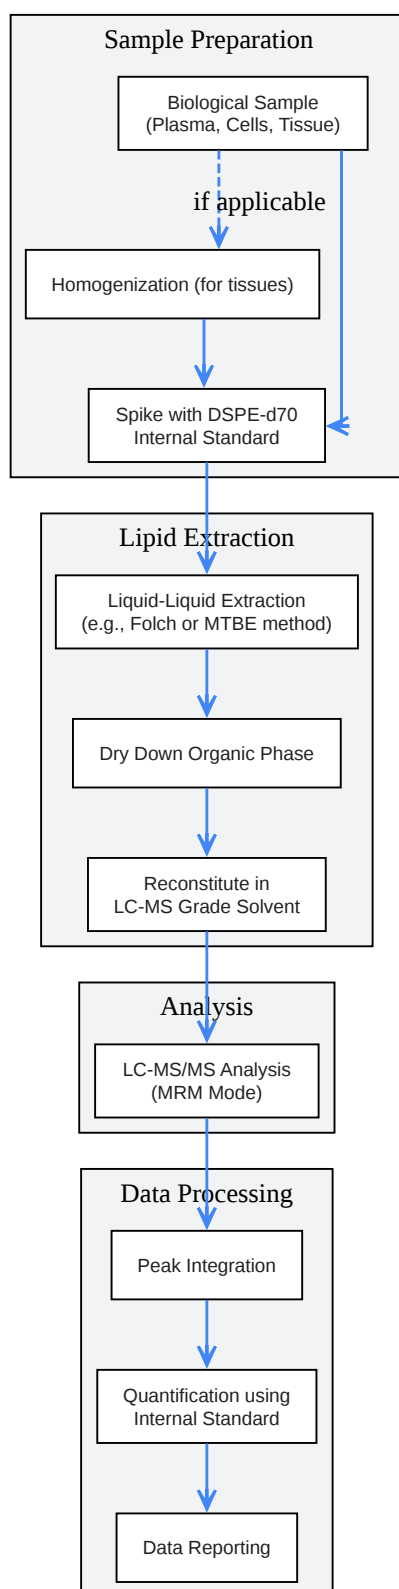 Sample Preparation
Biological Sample
(Plasma, Cells, Tissue)
if applicable
Homogenization (for tissues)
Spike with DSPE-d70
Internal Standard
Lipid Extraction
Liquid-Liquid Extraction
(e.g., Folch or MTBE method)
Dry Down Organic Phase
Reconstitute in
LC-MS Grade Solvent
Analysis
LC-MS/MS Analysis
(MRM Mode)
Data Processing
Peak Integration
Quantification using
Internal Standard
Data Reporting